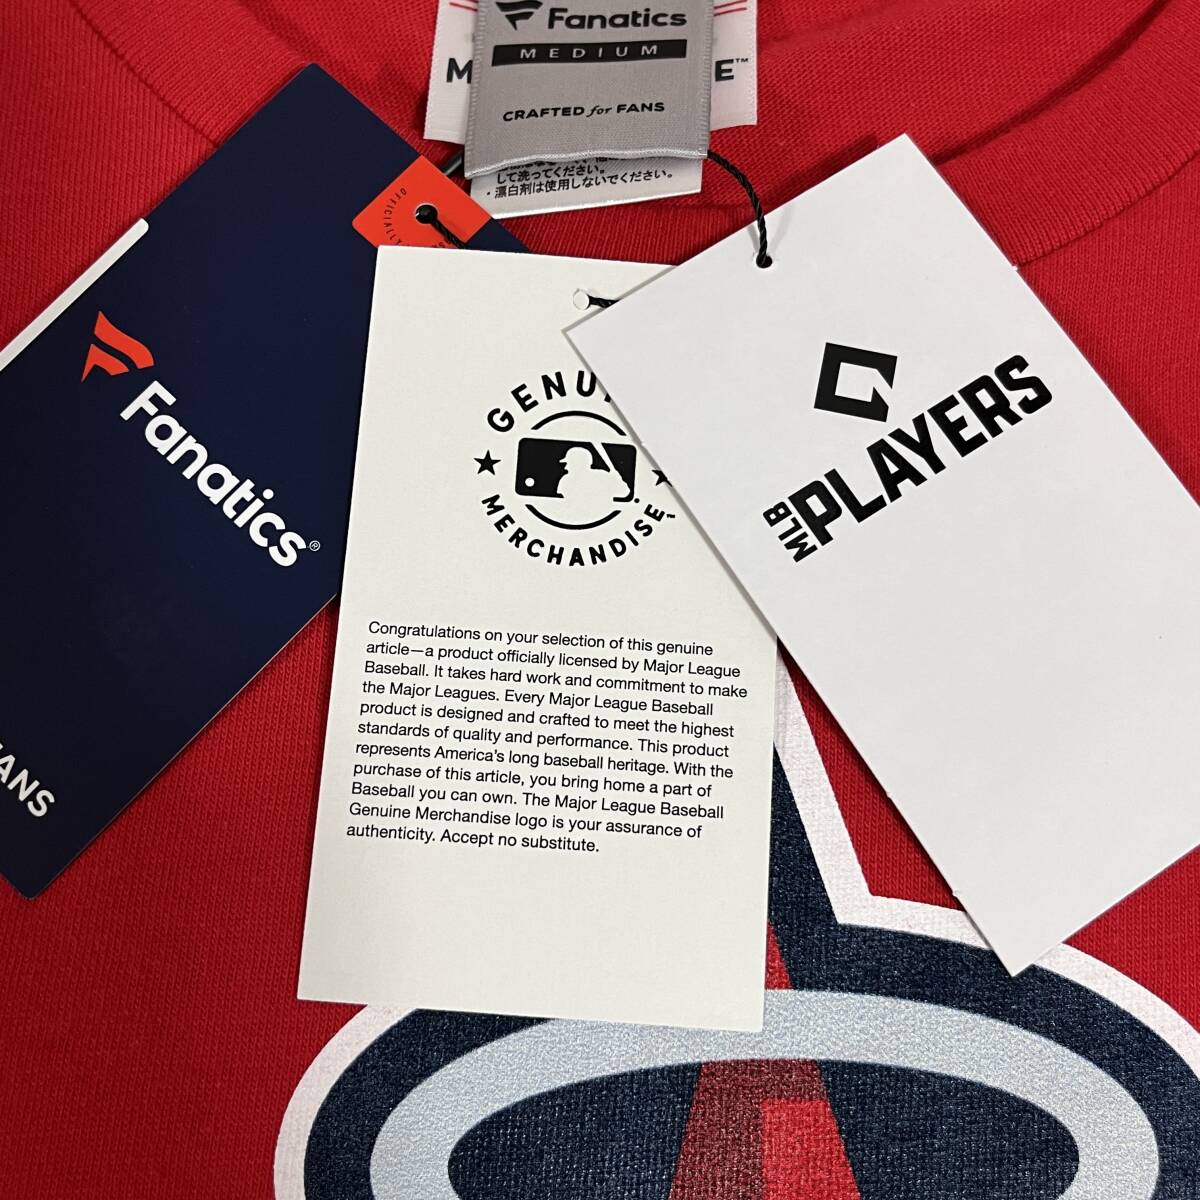 Fanatics
MEDIUM
CRAFTED for FANS
M
E™
して洗ってください。
・漂白剤は使用しないでください。
OFFICIALLY
Fanatics®
ANS
GENU
MERCHANDISE™
Congratulations on your selection of this genuine
article—a product officially licensed by Major League
Baseball. It takes hard work and commitment to make
the Major Leagues. Every Major League Baseball
product is designed and crafted to meet the highest
standards of quality and performance. This product
represents America's long baseball heritage. With the
purchase of this article, you bring home a part of
Baseball you can own. The Major League Baseball
Genuine Merchandise logo is your assurance of
authenticity. Accept no substitute.
MLB PLAYERS